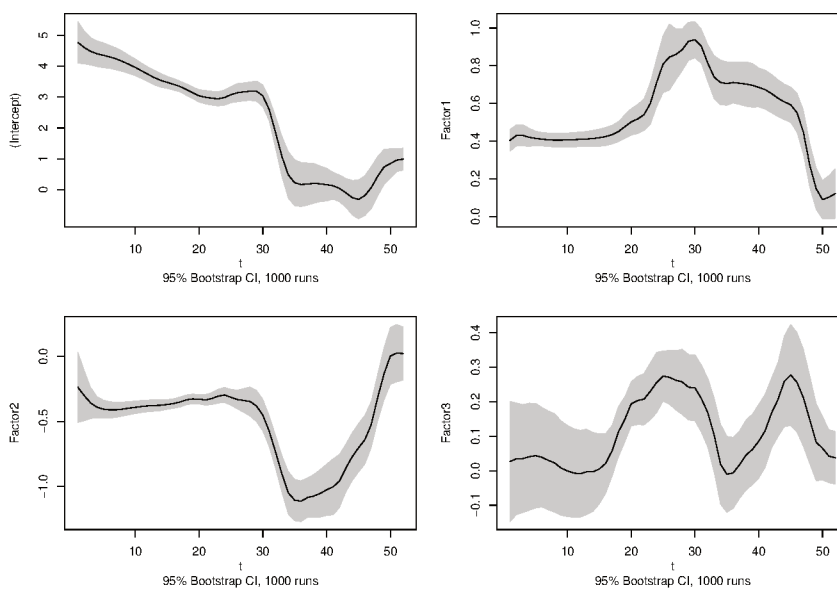 (Intercept)
5
4
3
2
1
0
10 20 30 40 50
t
95% Bootstrap CI, 1000 runs
Factor1
1.0
0.8
0.6
0.4
0.2
0.0
10 20 30 40 50
t
95% Bootstrap CI, 1000 runs
Factor2
0.0
−0.5
−1.0
10 20 30 40 50
t
95% Bootstrap CI, 1000 runs
Factor3
0.4
0.3
0.2
0.1
0.0
−0.1
10 20 30 40 50
t
95% Bootstrap CI, 1000 runs